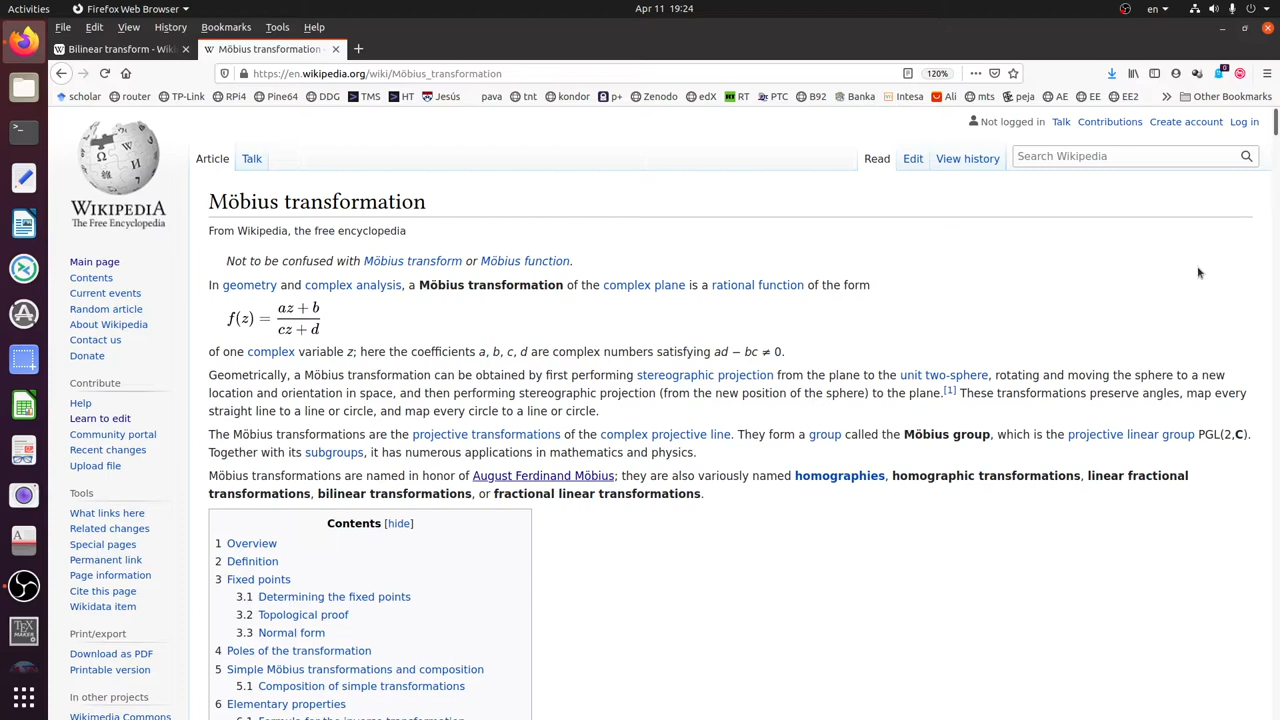 Activities
Firefox Web Browser
Apr 11 19:24
en
File Edit View History Bookmarks Tools Help
Bilinear transform - Wiki
Möbius transformation
https://en.wikipedia.org/wiki/Möbius_transformation
120%
0
scholar router TP-Link RPi4 Pine64 DDG TMS HT Jesús pava tnt kondor p+ Zenodo edX RT PTC B92 Banka Intesa Ali mts peja AE EE EE2 Other Bookmarks
Not logged in Talk Contributions Create account Log in
Article Talk Read Edit View history Search Wikipedia
WIKIPEDIA
The Free Encyclopedia
Main page
Contents
Current events
Random article
About Wikipedia
Contact us
Donate
Contribute
Help
Learn to edit
Community portal
Recent changes
Upload file
Tools
What links here
Related changes
Special pages
Permanent link
Page information
Cite this page
Wikidata item
Print/export
Download as PDF
Printable version
In other projects
Wikimedia Commons
Möbius transformation
From Wikipedia, the free encyclopedia
Not to be confused with Möbius transform or Möbius function.
In geometry and complex analysis, a Möbius transformation of the complex plane is a rational function of the form
f(z) = (az + b)/(cz + d)
of one complex variable z; here the coefficients a, b, c, d are complex numbers satisfying ad − bc ≠ 0.
Geometrically, a Möbius transformation can be obtained by first performing stereographic projection from the plane to the unit two-sphere, rotating and moving the sphere to a new
location and orientation in space, and then performing stereographic projection (from the new position of the sphere) to the plane.[1] These transformations preserve angles, map every
straight line to a line or circle, and map every circle to a line or circle.
The Möbius transformations are the projective transformations of the complex projective line. They form a group called the Möbius group, which is the projective linear group PGL(2,C).
Together with its subgroups, it has numerous applications in mathematics and physics.
Möbius transformations are named in honor of August Ferdinand Möbius; they are also variously named homographies, homographic transformations, linear fractional
transformations, bilinear transformations, or fractional linear transformations.
Contents [hide]
1 Overview
2 Definition
3 Fixed points
3.1 Determining the fixed points
3.2 Topological proof
3.3 Normal form
4 Poles of the transformation
5 Simple Möbius transformations and composition
5.1 Composition of simple transformations
6 Elementary properties